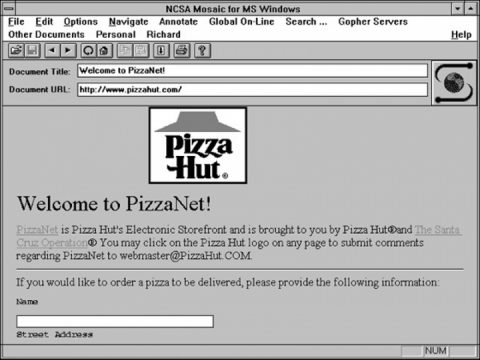 NCSA Mosaic for MS Windows
File Edit Options Navigate Annotate Global On-Line Search ... Gopher Servers
Other Documents Personal Richard Help
Document Title: Welcome to PizzaNet!
Document URL: http://www.pizzahut.com/
Pizza
Hut®
Welcome to PizzaNet!
PizzaNet is Pizza Hut's Electronic Storefront and is brought to you by Pizza Hut®and The Santa
Cruz Operation® You may click on the Pizza Hut logo on any page to submit comments
regarding PizzaNet to webmaster@PizzaHut.COM.
If you would like to order a pizza to be delivered, please provide the following information:
Name
Street Address
NUM